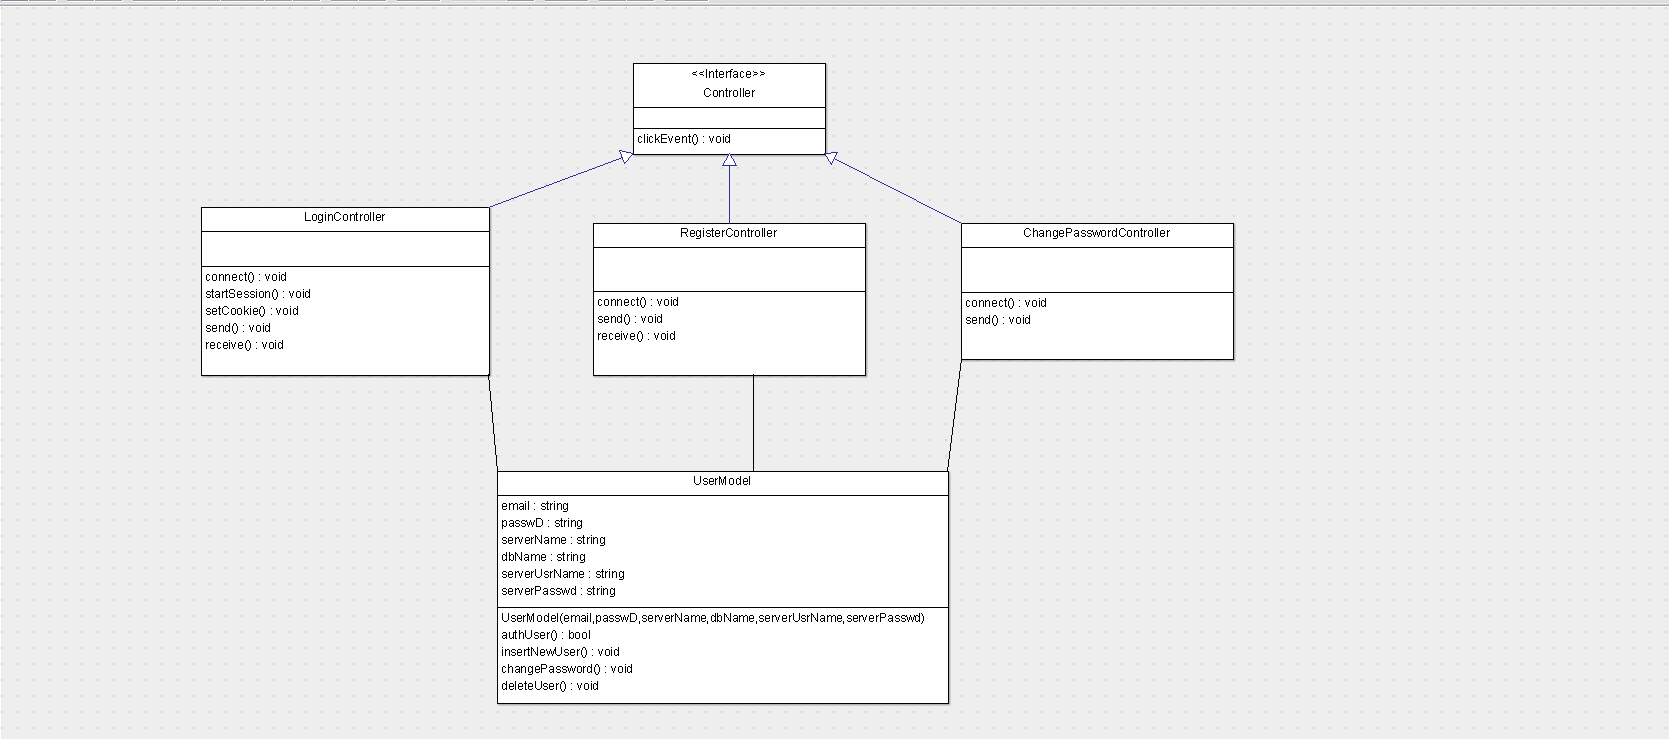 <<Interface>>
Controller
clickEvent() : void
LoginController
connect() : void
startSession() : void
setCookie() : void
send() : void
receive() : void
RegisterController
connect() : void
send() : void
receive() : void
ChangePasswordController
connect() : void
send() : void
UserModel
email : string
passwD : string
serverName : string
dbName : string
serverUsrName : string
serverPasswd : string
UserModel(email,passwD,serverName,dbName,serverUsrName,serverPasswd)
authUser() : bool
insertNewUser() : void
changePassword() : void
deleteUser() : void